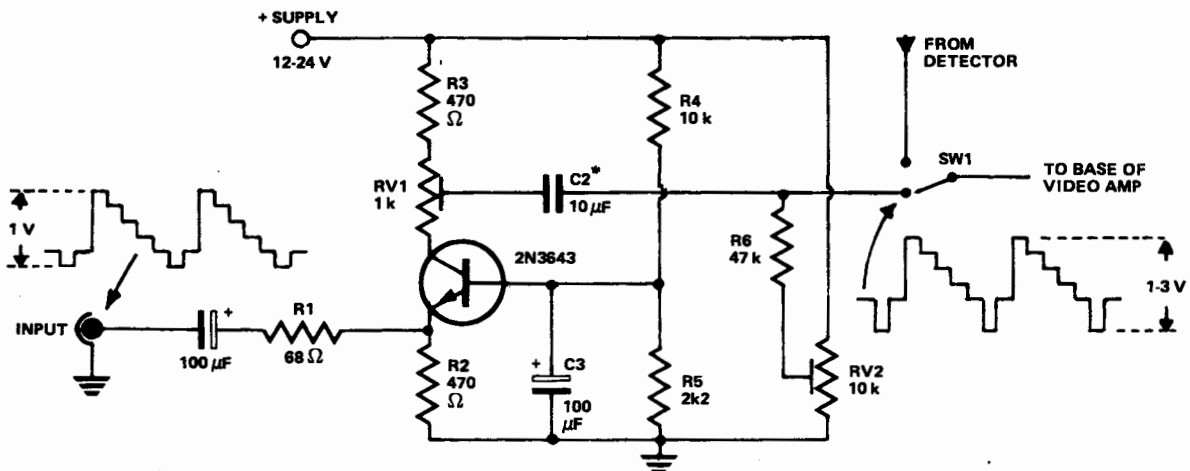 + SUPPLY
12-24 V
FROM
DETECTOR
R3
470
Ω
R4
10 k
SW1
TO BASE OF
VIDEO AMP
C2*
10 µF
RV1
1 k
1 V
R6
47 k
2N3643
1-3 V
INPUT
+
100 µF
R1
68 Ω
R2
470
Ω
+
C3
100
µF
R5
2k2
RV2
10 k